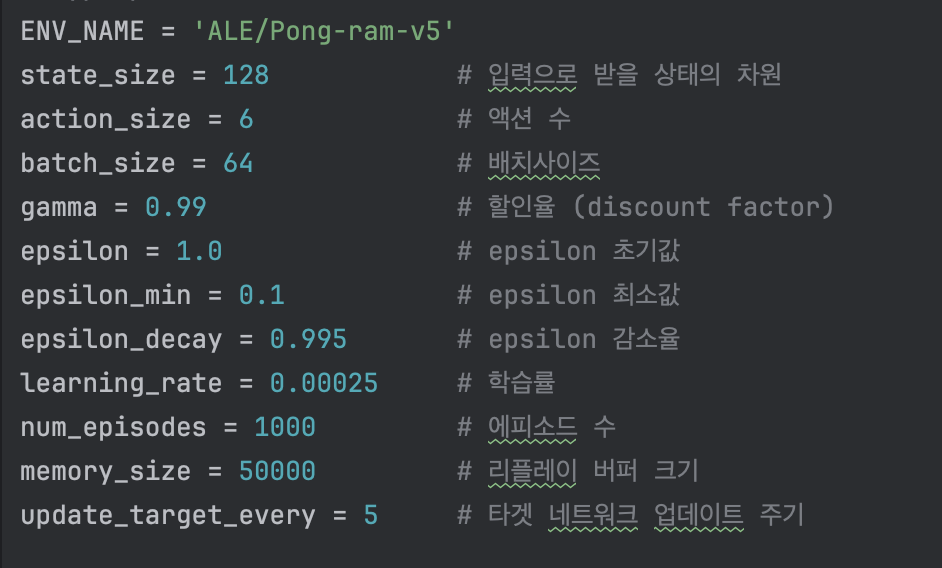 ENV_NAME = 'ALE/Pong-ram-v5'
state_size = 128 # 입력으로 받을 상태의 차원
action_size = 6 # 액션 수
batch_size = 64 # 배치사이즈
gamma = 0.99 # 할인율 (discount factor)
epsilon = 1.0 # epsilon 초기값
epsilon_min = 0.1 # epsilon 최소값
epsilon_decay = 0.995 # epsilon 감소율
learning_rate = 0.00025 # 학습률
num_episodes = 1000 # 에피소드 수
memory_size = 50000 # 리플레이 버퍼 크기
update_target_every = 5 # 타겟 네트워크 업데이트 주기